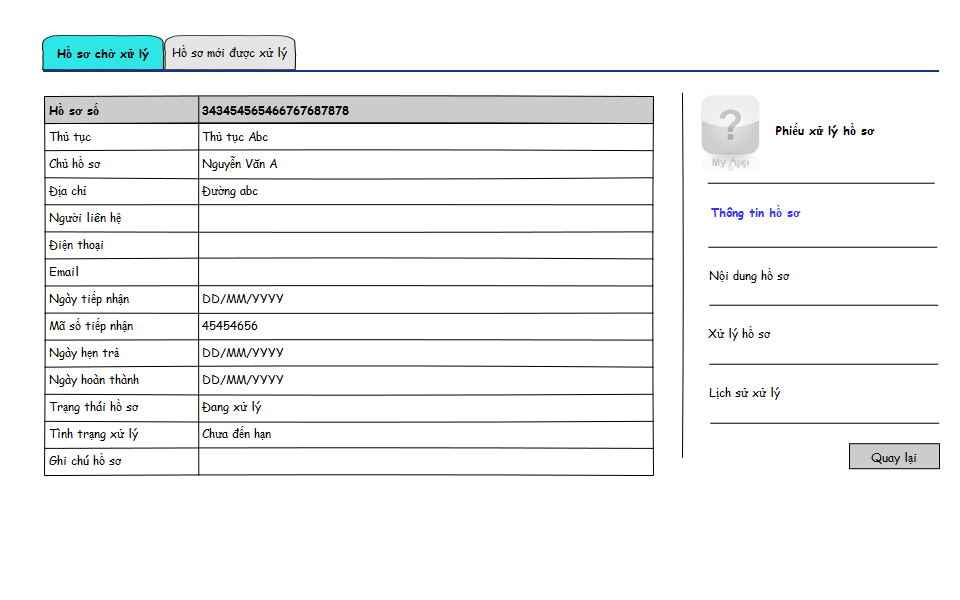 Hồ sơ chờ xử lý
Hồ sơ mới được xử lý
Hồ sơ số 343454565466767687878
Thủ tục Thủ tục Abc
Chủ hồ sơ Nguyễn Văn A
Địa chỉ Đường abc
Người liên hệ
Điện thoại
Email
Ngày tiếp nhận DD/MM/YYYY
Mã số tiếp nhận 45454656
Ngày hẹn trả DD/MM/YYYY
Ngày hoàn thành DD/MM/YYYY
Trạng thái hồ sơ Đang xử lý
Tình trạng xử lý Chưa đến hạn
Ghi chú hồ sơ
?
My App
Phiếu xử lý hồ sơ
Thông tin hồ sơ
Nội dung hồ sơ
Xử lý hồ sơ
Lịch sử xử lý
Quay lại